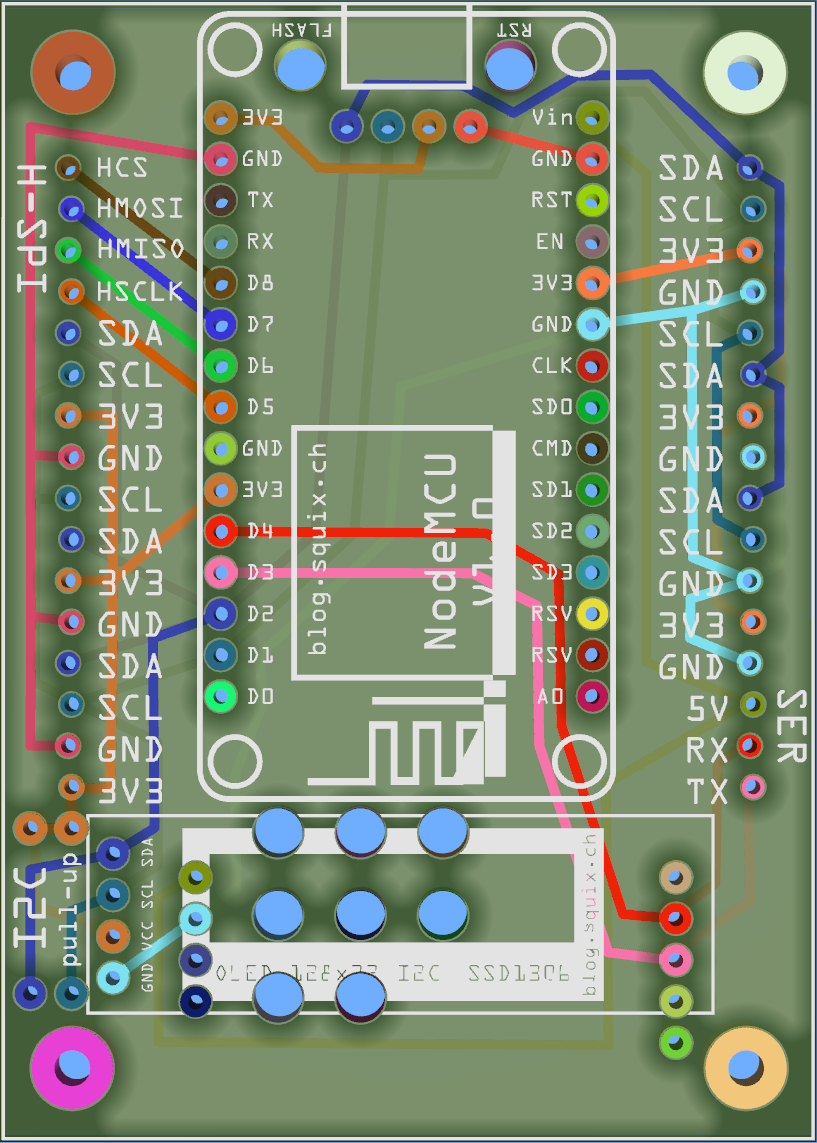 FLASH
RST
H-SPI
HCS
HMOSI
HMISO
HSCLK
SDA
SCL
3V3
GND
SCL
SDA
3V3
GND
SDA
SCL
GND
3V3
3V3
GND
TX
RX
D8
D7
D6
D5
GND
3V3
D4
D3
D2
D1
D0
blog.squix.ch
NodeMCU
V1.0
Vin
GND
RST
EN
3V3
GND
CLK
SD0
CMD
SD1
SD2
SD3
RSV
RSV
A0
SDA
SCL
3V3
GND
SCL
SDA
3V3
GND
SDA
SCL
GND
3V3
GND
5V
RX
TX
SER
I2C
pull-up
GND VCC SCL SDA
OLED 128x32 I2C SSD1306
blog.squix.ch